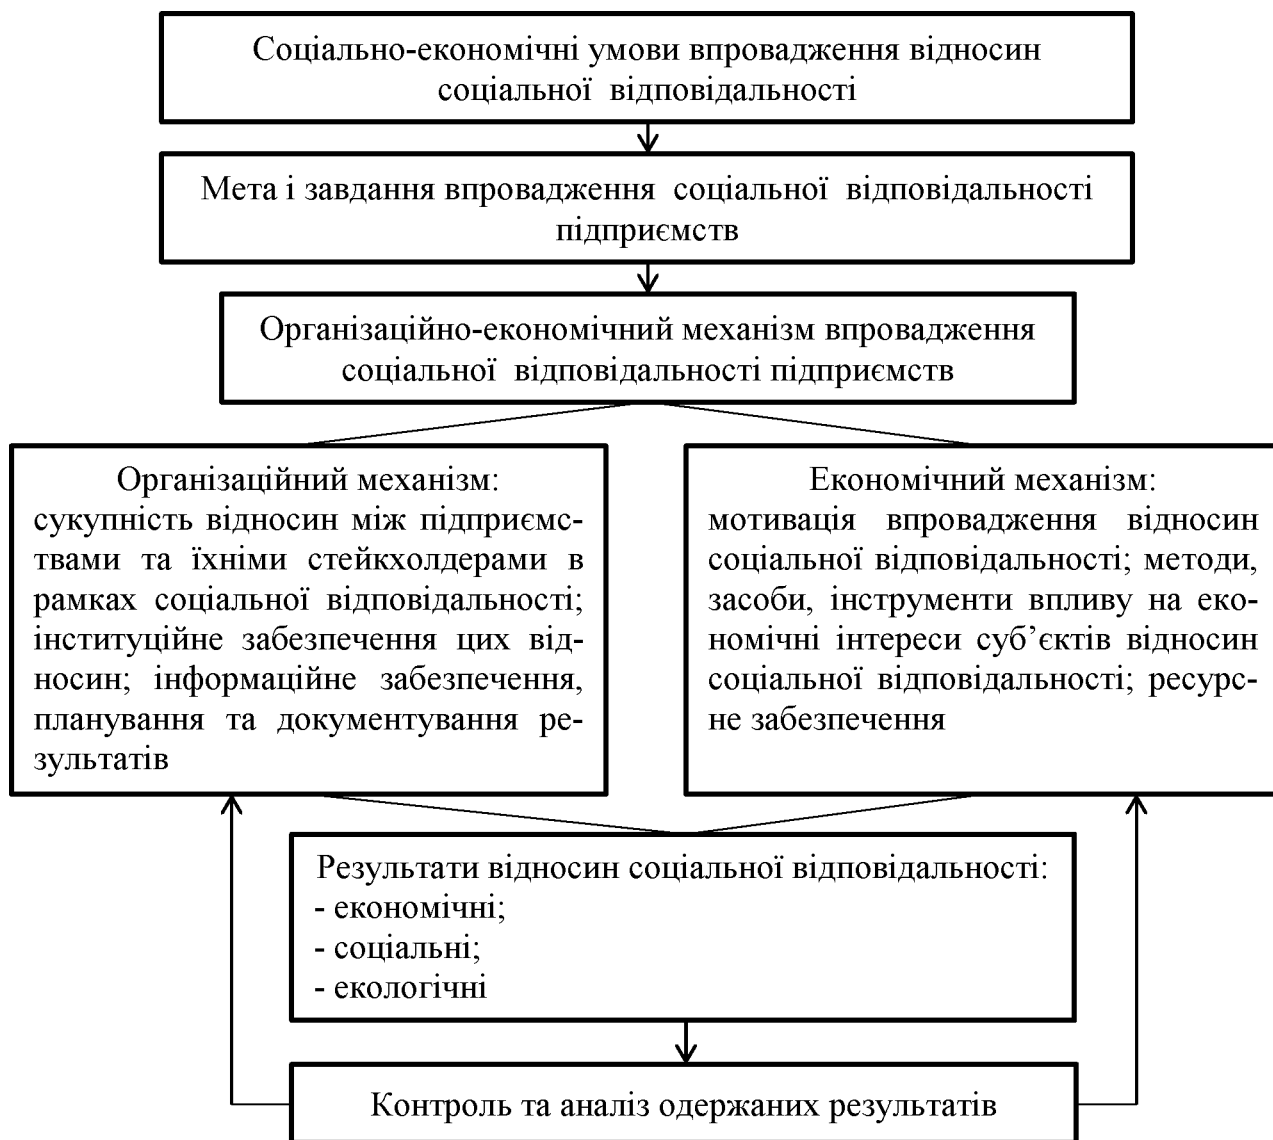 Соціально-економічні умови впровадження відносин
соціальної відповідальності
Мета і завдання впровадження соціальної відповідальності
підприємств
Організаційно-економічний механізм впровадження
соціальної відповідальності підприємств
Організаційний механізм:
сукупність відносин між підприємс-
твами та їхніми стейкхолдерами в
рамках соціальної відповідальності;
інституційне забезпечення цих від-
носин; інформаційне забезпечення,
планування та документування ре-
зультатів
Економічний механізм:
мотивація впровадження відносин
соціальної відповідальності; методи,
засоби, інструменти впливу на еко-
номічні інтереси суб’єктів відносин
соціальної відповідальності; ресурс-
не забезпечення
Результати відносин соціальної відповідальності:
- економічні;
- соціальні;
- екологічні
Контроль та аналіз одержаних результатів